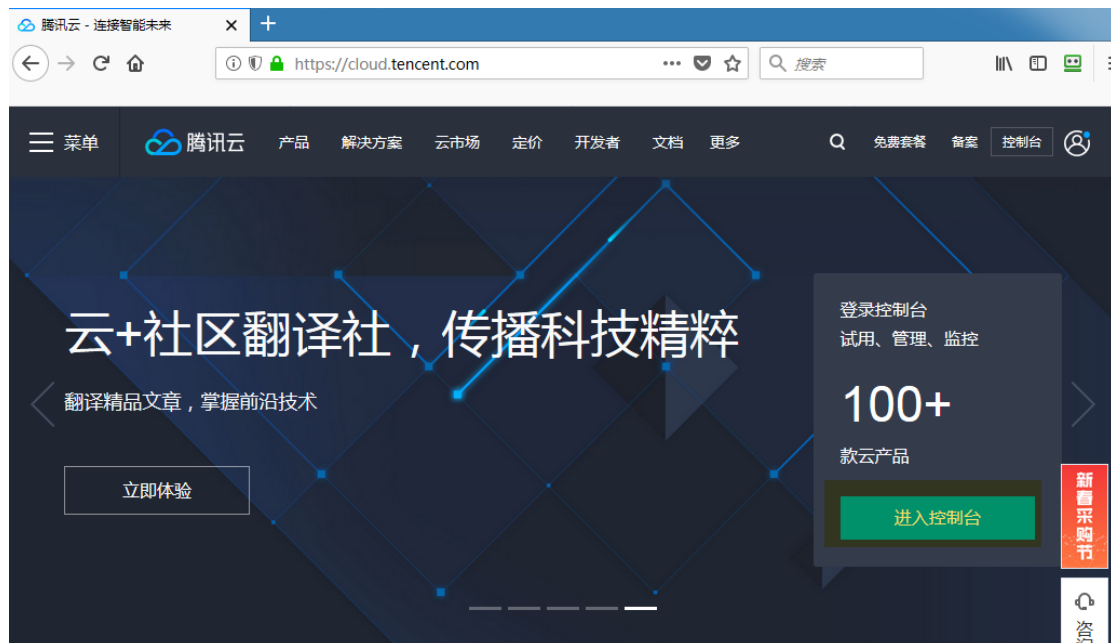 腾讯云 - 连接智能未来
https://cloud.tencent.com
搜索
菜单 腾讯云 产品 解决方案 云市场 定价 开发者 文档 更多 免费套餐 备案 控制台
登录控制台
试用、管理、监控
云+社区翻译社，传播科技精粹
翻译精品文章，掌握前沿技术
100+
款云产品
立即体验
进入控制台
新春采购节
咨